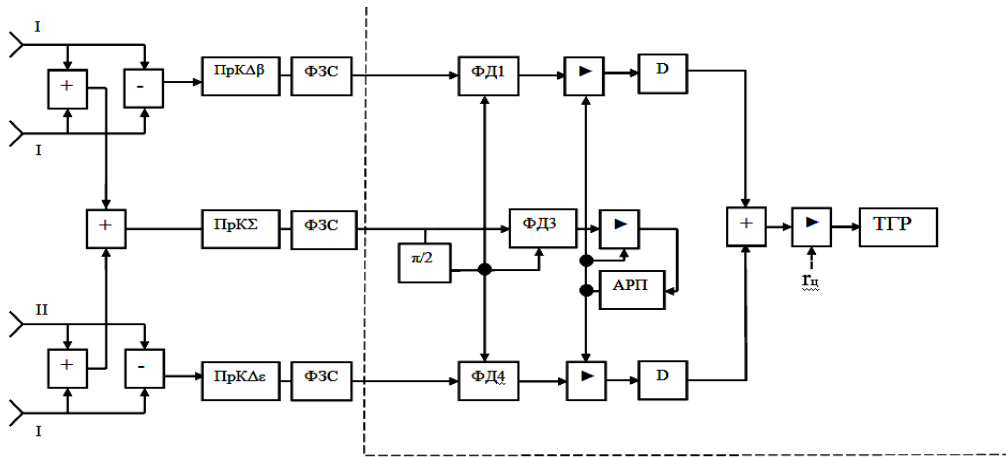 I
+
-
ПрКΔβ
ФЗС
ФД1
D
I
+
ПрКΣ
ФЗС
ФД3
π/2
АРП
+
ТГР
rц
II
+
-
ПрКΔε
ФЗС
ФД4
D
I